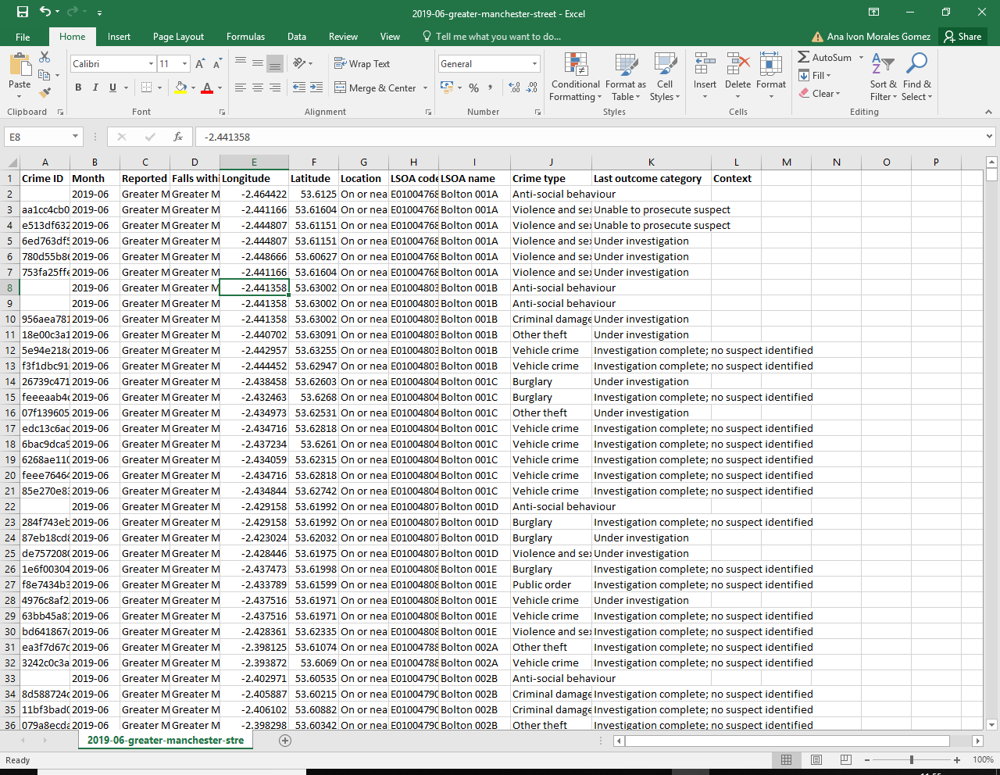 2019-06-greater-manchester-street - Excel
File Home Insert Page Layout Formulas Data Review View Tell me what you want to do... Ana Ivon Morales Gomez Share
Paste Calibri 11 Wrap Text General Conditional Formatting Format as Table Cell Styles Insert Delete Format AutoSum Sort & Filter Find & Select
B I U Merge & Center % , Fill Clear
Clipboard Font Alignment Number Styles Cells Editing
E8 fx -2.441358
A B C D E F G H I J K L M N O P
1 Crime ID Month Reported Falls withi Longitude Latitude Location LSOA code LSOA name Crime type Last outcome category Context
2 2019-06 Greater M Greater M -2.464422 53.6125 On or nea E01004768 Bolton 001A Anti-social behaviour
3 aa1cc4cb0 2019-06 Greater M Greater M -2.441166 53.61604 On or nea E01004768 Bolton 001A Violence and sex Unable to prosecute suspect
4 e513df632 2019-06 Greater M Greater M -2.444807 53.61151 On or nea E01004768 Bolton 001A Violence and sex Unable to prosecute suspect
5 6ed763df5 2019-06 Greater M Greater M -2.444807 53.61151 On or nea E01004768 Bolton 001A Violence and sex Under investigation
6 780d55b86 2019-06 Greater M Greater M -2.448666 53.60627 On or nea E01004768 Bolton 001A Violence and sex Under investigation
7 753fa25ffe 2019-06 Greater M Greater M -2.441166 53.61604 On or nea E01004768 Bolton 001A Violence and sex Under investigation
8 2019-06 Greater M Greater M -2.441358 53.63002 On or nea E01004803 Bolton 001B Anti-social behaviour
9 2019-06 Greater M Greater M -2.441358 53.63002 On or nea E01004803 Bolton 001B Anti-social behaviour
10 956aea781 2019-06 Greater M Greater M -2.441358 53.63002 On or nea E01004803 Bolton 001B Criminal damage Under investigation
11 18e00c3a1 2019-06 Greater M Greater M -2.440702 53.63091 On or nea E01004803 Bolton 001B Other theft Under investigation
12 5e94e218c 2019-06 Greater M Greater M -2.442957 53.63255 On or nea E01004803 Bolton 001B Vehicle crime Investigation complete; no suspect identified
13 f3f1dbc91 2019-06 Greater M Greater M -2.444452 53.62947 On or nea E01004803 Bolton 001B Vehicle crime Investigation complete; no suspect identified
14 26739c471 2019-06 Greater M Greater M -2.438458 53.62603 On or nea E01004804 Bolton 001C Burglary Under investigation
15 feeeaab4c 2019-06 Greater M Greater M -2.432463 53.6268 On or nea E01004804 Bolton 001C Burglary Investigation complete; no suspect identified
16 07f139605 2019-06 Greater M Greater M -2.434973 53.62531 On or nea E01004804 Bolton 001C Other theft Under investigation
17 edc13c6ac 2019-06 Greater M Greater M -2.434716 53.62818 On or nea E01004804 Bolton 001C Vehicle crime Investigation complete; no suspect identified
18 6bac9dca9 2019-06 Greater M Greater M -2.437234 53.6261 On or nea E01004804 Bolton 001C Vehicle crime Investigation complete; no suspect identified
19 6268ae110 2019-06 Greater M Greater M -2.434059 53.62315 On or nea E01004804 Bolton 001C Vehicle crime Investigation complete; no suspect identified
20 feee76464 2019-06 Greater M Greater M -2.434716 53.62818 On or nea E01004804 Bolton 001C Vehicle crime Investigation complete; no suspect identified
21 85e270e83 2019-06 Greater M Greater M -2.434844 53.62742 On or nea E01004804 Bolton 001C Vehicle crime Investigation complete; no suspect identified
22 2019-06 Greater M Greater M -2.429158 53.61992 On or nea E01004807 Bolton 001D Anti-social behaviour
23 284f743eb 2019-06 Greater M Greater M -2.429158 53.61992 On or nea E01004807 Bolton 001D Burglary Investigation complete; no suspect identified
24 87eb18cd8 2019-06 Greater M Greater M -2.423024 53.62032 On or nea E01004807 Bolton 001D Burglary Under investigation
25 de7572080 2019-06 Greater M Greater M -2.428446 53.61975 On or nea E01004807 Bolton 001D Violence and sex Under investigation
26 1e6f00304 2019-06 Greater M Greater M -2.437473 53.61998 On or nea E01004808 Bolton 001E Burglary Investigation complete; no suspect identified
27 f8e7434b3 2019-06 Greater M Greater M -2.433789 53.61599 On or nea E01004808 Bolton 001E Public order Investigation complete; no suspect identified
28 4976c8af2 2019-06 Greater M Greater M -2.437516 53.61971 On or nea E01004808 Bolton 001E Vehicle crime Under investigation
29 63bb45a81 2019-06 Greater M Greater M -2.437516 53.61971 On or nea E01004808 Bolton 001E Vehicle crime Investigation complete; no suspect identified
30 bd641867c 2019-06 Greater M Greater M -2.428361 53.62335 On or nea E01004808 Bolton 001E Violence and sex Investigation complete; no suspect identified
31 ea3f7d67c 2019-06 Greater M Greater M -2.398125 53.61074 On or nea E01004788 Bolton 002A Other theft Investigation complete; no suspect identified
32 3242c0c3a 2019-06 Greater M Greater M -2.393872 53.6069 On or nea E01004788 Bolton 002A Vehicle crime Investigation complete; no suspect identified
33 2019-06 Greater M Greater M -2.402971 53.60535 On or nea E01004790 Bolton 002B Anti-social behaviour
34 8d588724c 2019-06 Greater M Greater M -2.405887 53.60215 On or nea E01004790 Bolton 002B Criminal damage Investigation complete; no suspect identified
35 11bf3bad0 2019-06 Greater M Greater M -2.406102 53.60882 On or nea E01004790 Bolton 002B Criminal damage Investigation complete; no suspect identified
36 079a8ecda 2019-06 Greater M Greater M -2.398298 53.60342 On or nea E01004790 Bolton 002B Other theft Investigation complete; no suspect identified
2019-06-greater-manchester-stre
Ready 100%